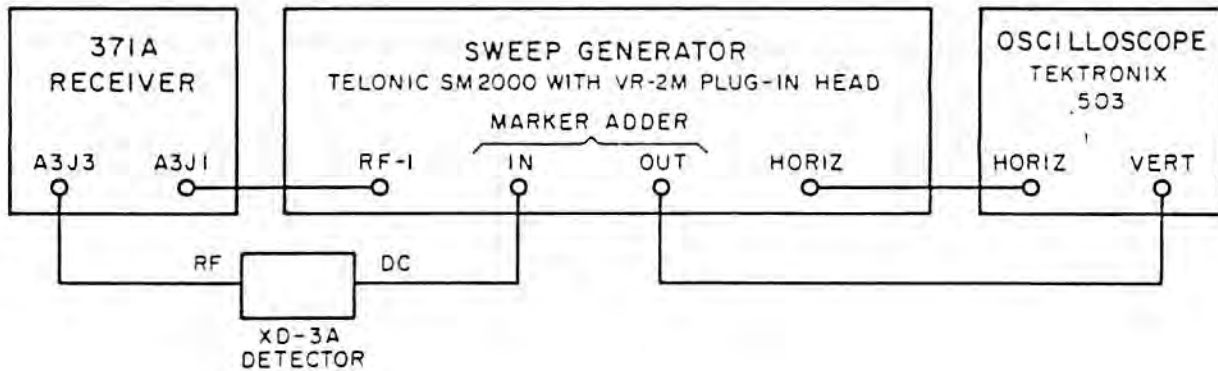 371A
RECEIVER
A3J3 A3J1
SWEEP GENERATOR
TELONIC SM2000 WITH VR-2M PLUG-IN HEAD
MARKER ADDER
RF-1 IN OUT HORIZ
OSCILLOSCOPE
TEKTRONIX
503
HORIZ VERT
RF DC
XD-3A
DETECTOR